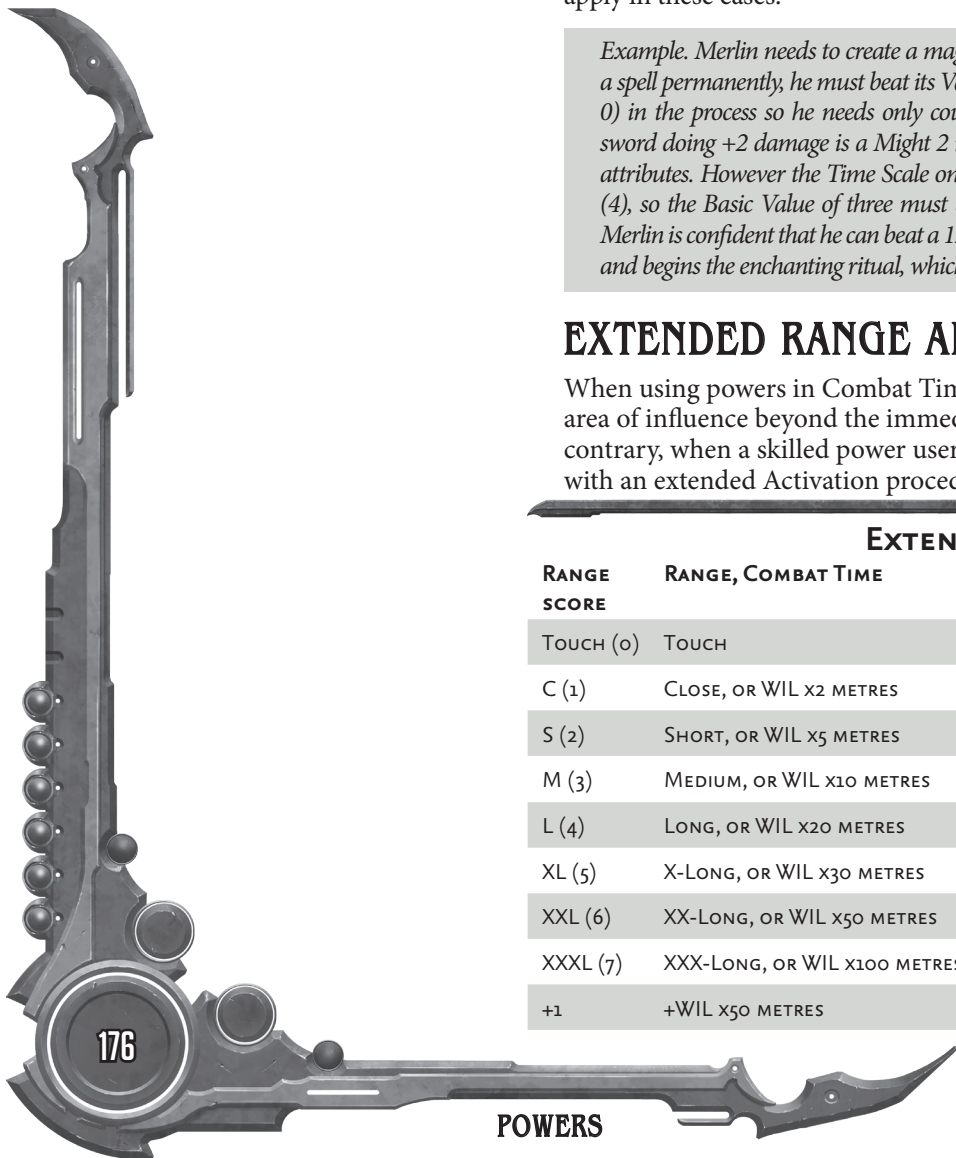 apply in these cases.
Example. Merlin needs to create a mag
a spell permanently, he must beat its Va
0) in the process so he needs only cou
sword doing +2 damage is a Might 2
attributes. However the Time Scale on
(4), so the Basic Value of three must
Merlin is confident that he can beat a 1
and begins the enchanting ritual, which
EXTENDED RANGE A
When using powers in Combat Tim
area of influence beyond the immed
contrary, when a skilled power user
with an extended Activation proced
Exten
Range Range, Combat Time
score
Touch (0) Touch
C (1) Close, or WIL x2 metres
S (2) Short, or WIL x5 metres
M (3) Medium, or WIL x10 metres
L (4) Long, or WIL x20 metres
XL (5) X-Long, or WIL x30 metres
XXL (6) XX-Long, or WIL x50 metres
XXXL (7) XXX-Long, or WIL x100 metres
+1 +WIL x50 metres
176
POWERS